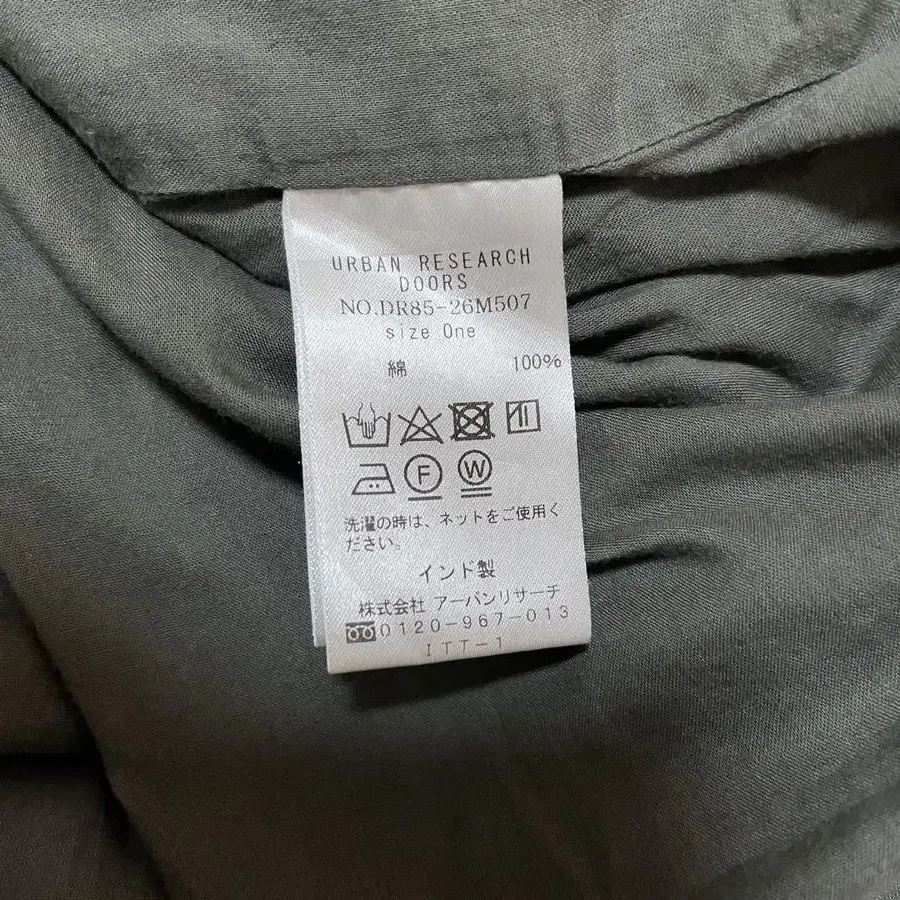 URBAN RESEARCH
DOORS
NO.DR85-26M507
size One
綿 100%
F W
洗濯の時は、ネットをご使用く
ださい。
インド製
株式会社 アーバンリサーチ
0120-967-013
ITT-1